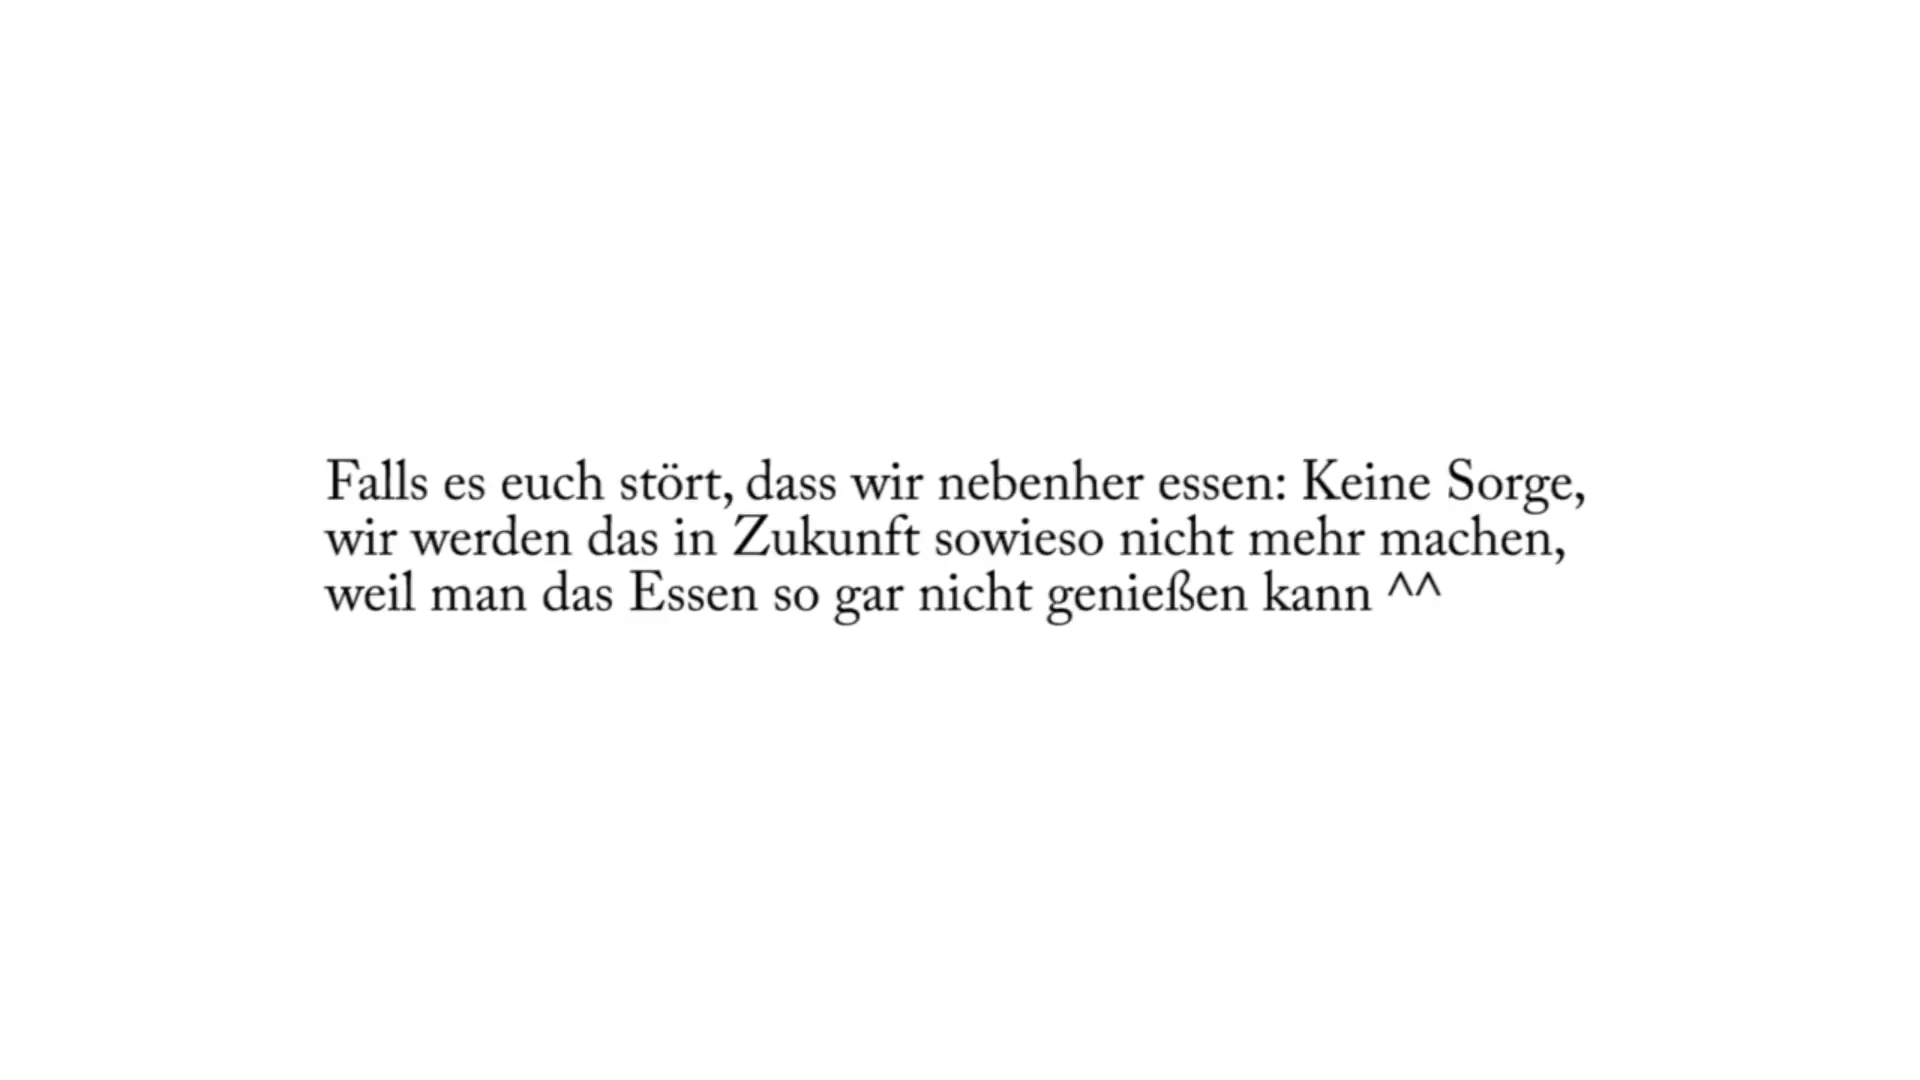 Falls es euch stört, dass wir nebenher essen: Keine Sorge,
wir werden das in Zukunft sowieso nicht mehr machen,
weil man das Essen so gar nicht genießen kann ^^